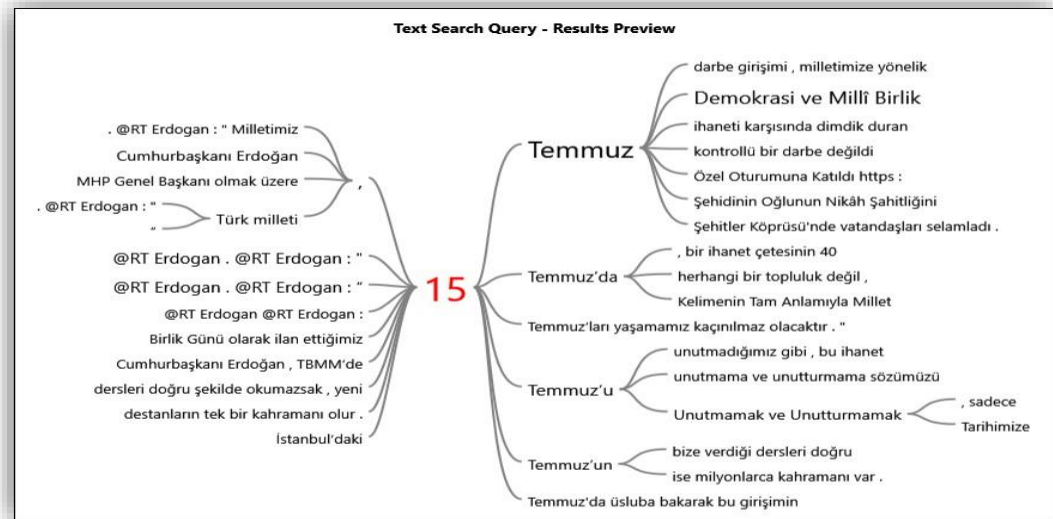 Text Search Query - Results Preview
. @RT Erdogan : " Milletimiz
Cumhurbaşkanı Erdoğan
MHP Genel Başkanı olmak üzere
. @RT Erdogan : "
"
Türk milleti
,
@RT Erdogan . @RT Erdogan : "
@RT Erdogan . @RT Erdogan : "
@RT Erdogan @RT Erdogan :
Birlik Günü olarak ilan ettiğimiz
Cumhurbaşkanı Erdoğan , TBMM'de
dersleri doğru şekilde okumazsak , yeni
destanların tek bir kahramanı olur .
İstanbul'daki
15
Temmuz
darbe girişimi , milletimize yönelik
Demokrasi ve Millî Birlik
ihaneti karşısında dimdik duran
kontrollü bir darbe değildi
Özel Oturumuna Katıldı https :
Şehidinin Oğlunun Nikâh Şahitliğini
Şehitler Köprüsü'nde vatandaşları selamladı .
Temmuz'da
, bir ihanet çetesinin 40
herhangi bir topluluk değil ,
Kelimenin Tam Anlamıyla Millet
Temmuz'ları yaşamamız kaçınılmaz olacaktır . "
Temmuz'u
unutmadığımız gibi , bu ihanet
unutmama ve unutturmama sözümüzü
Unutmamak ve Unutturmamak
, sadece
Tarihimize
Temmuz'un
bize verdiği dersleri doğru
ise milyonlarca kahramanı var .
Temmuz'da üsluba bakarak bu girişimin